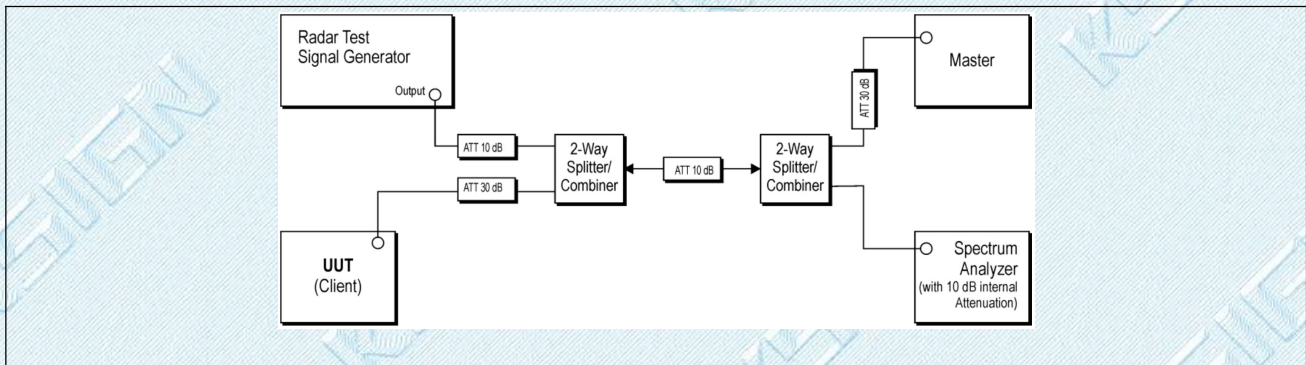 Radar Test
Signal Generator
Output
Master
ATT 30 dB
ATT 10 dB
2-Way
Splitter/
Combiner
ATT 10 dB
2-Way
Splitter/
Combiner
ATT 30 dB
UUT
(Client)
Spectrum
Analyzer
(with 10 dB internal
Attenuation)